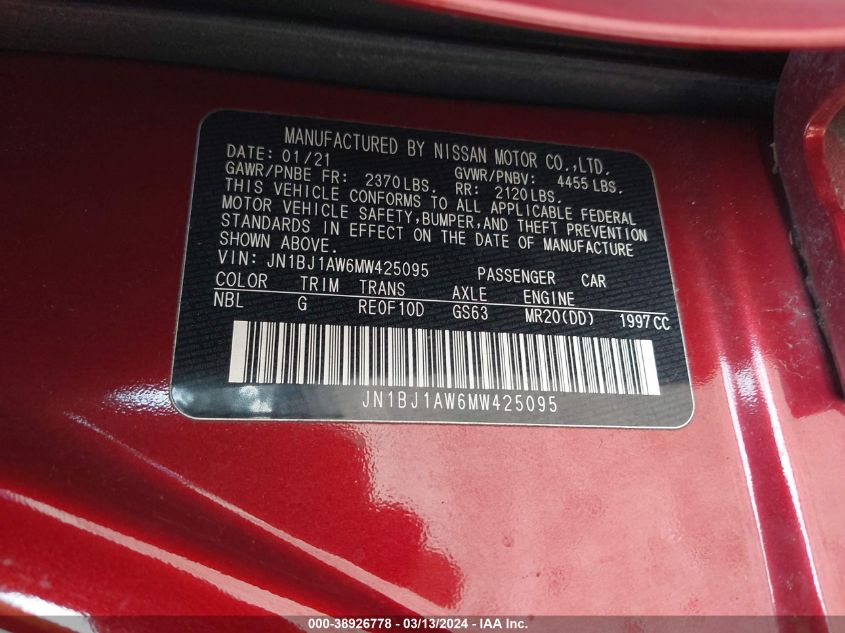 MANUFACTURED BY NISSAN MOTOR CO.,LTD.
DATE: 01/21 GVWR/PNBV: 4455 LBS.
GAWR/PNBE FR: 2370LBS. RR: 2120LBS.
THIS VEHICLE CONFORMS TO ALL APPLICABLE FEDERAL
MOTOR VEHICLE SAFETY,BUMPER,AND THEFT PREVENTION
STANDARDS IN EFFECT ON THE DATE OF MANUFACTURE
SHOWN ABOVE.
VIN: JN1BJ1AW6MW425095 PASSENGER CAR
COLOR TRIM TRANS AXLE ENGINE
NBL G RE0F10D GS63 MR20(DD) 1997CC
JN1BJ1AW6MW425095
000-38926778 - 03/13/2024 - IAA Inc.